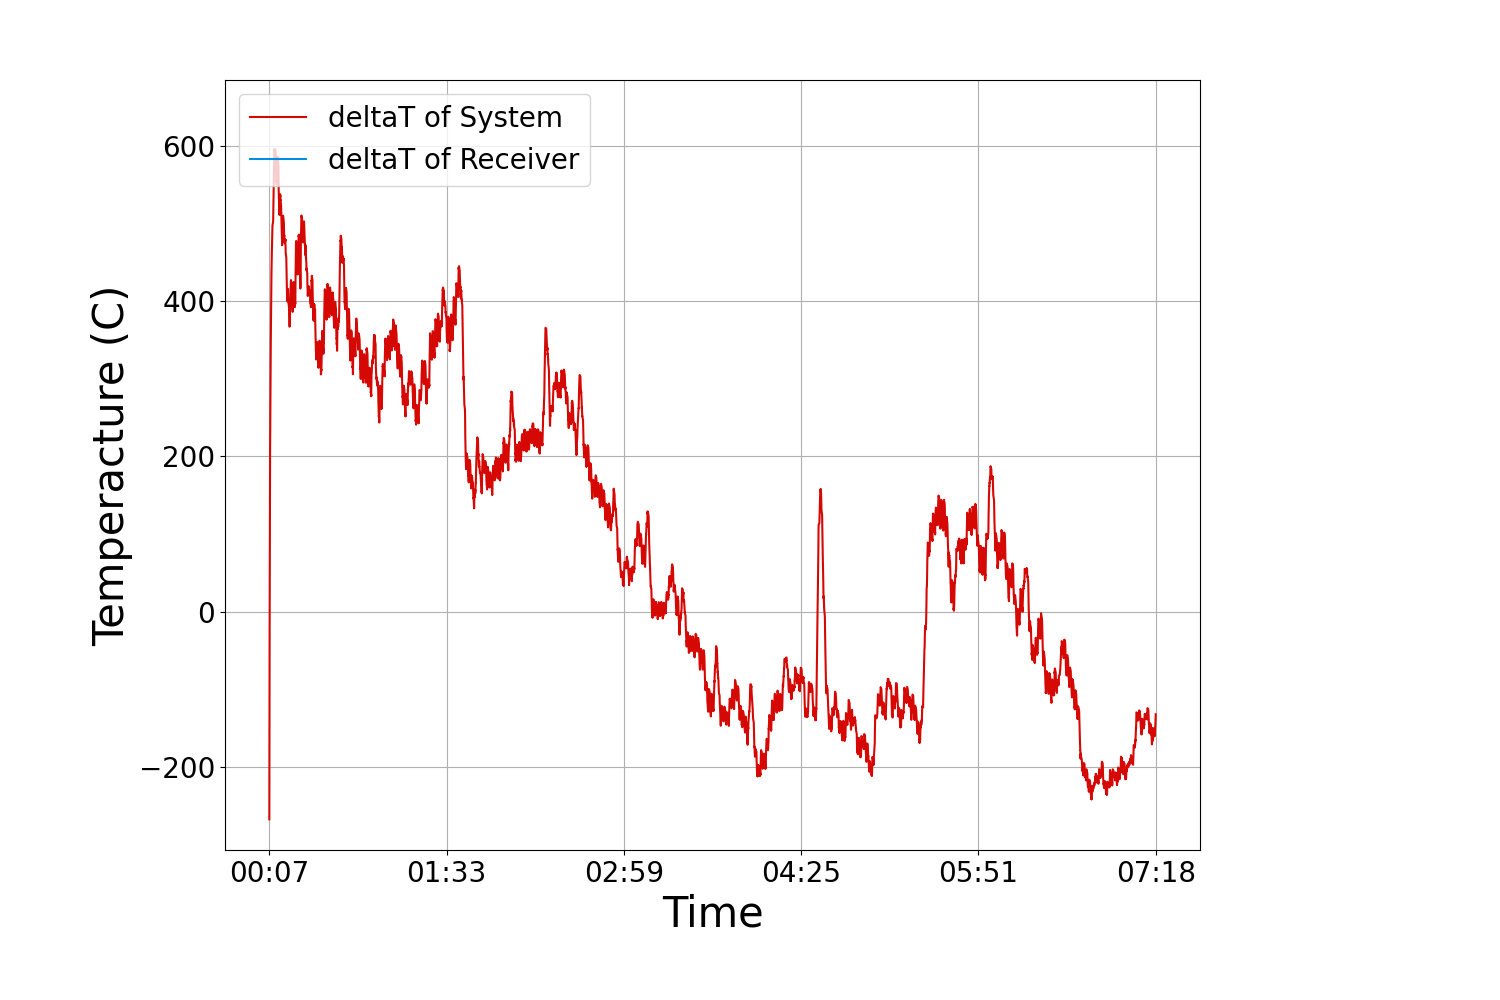 deltaT of System
deltaT of Receiver
600
400
200
0
−200
Temperacture (C)
00:07 01:33 02:59 04:25 05:51 07:18
Time